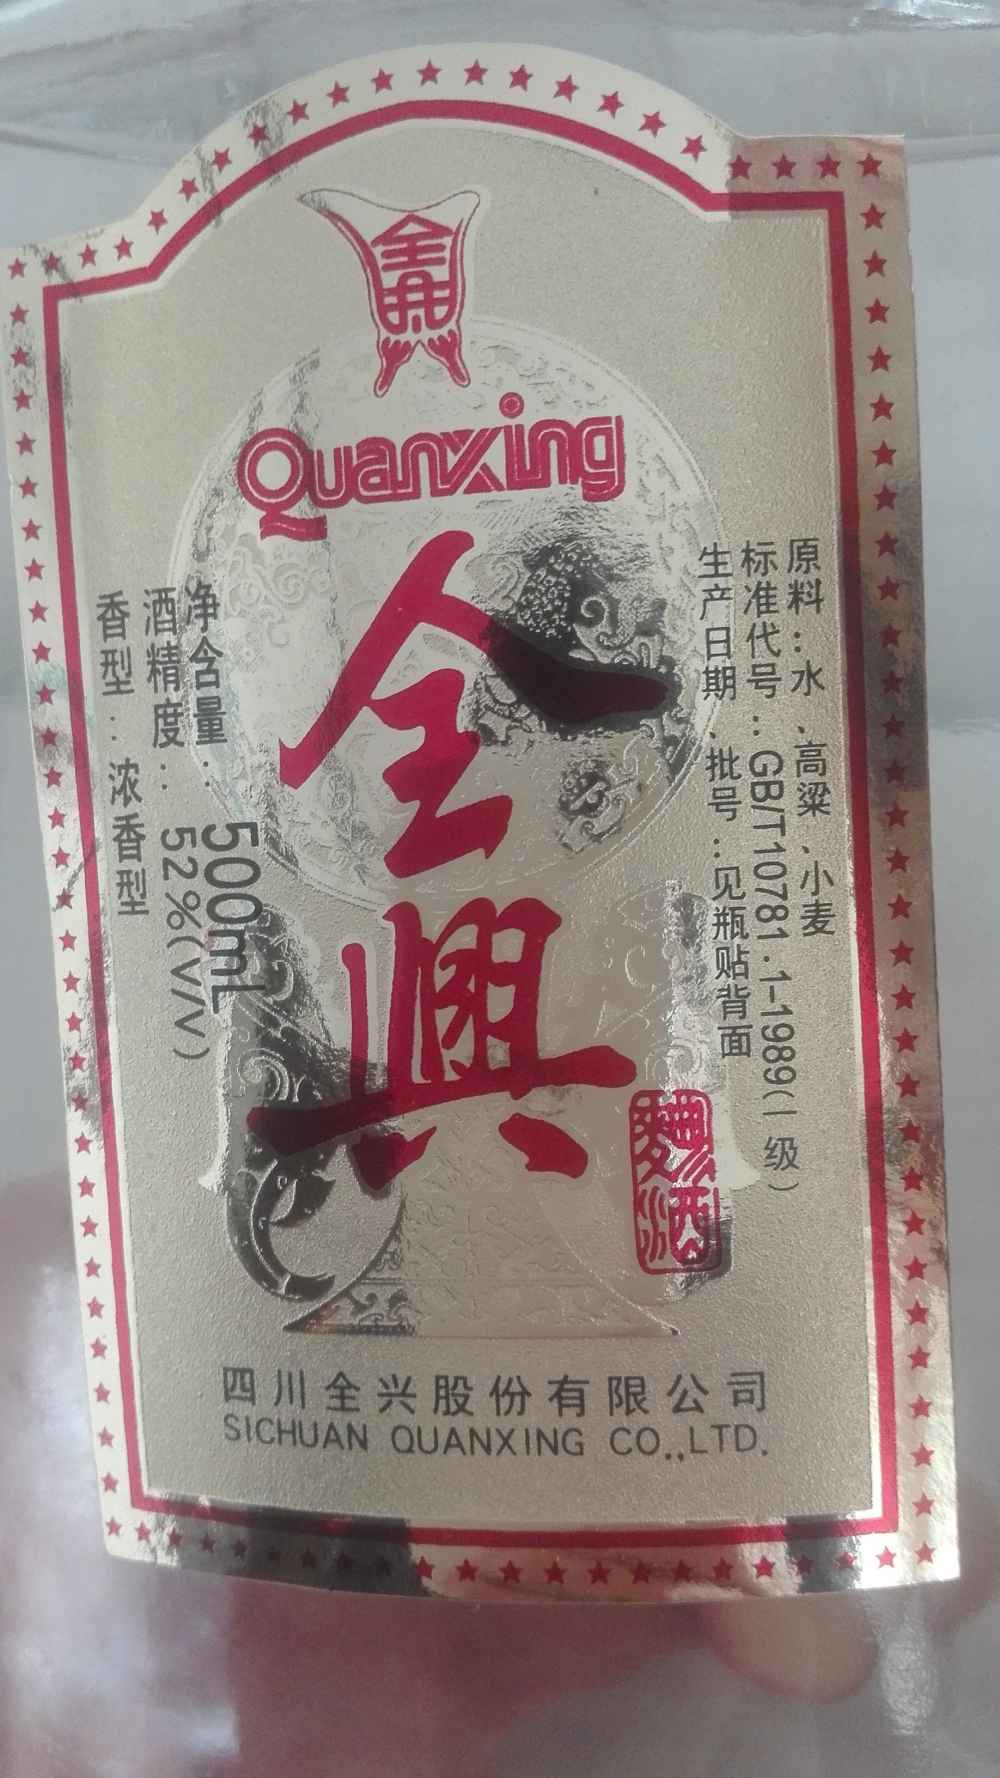 全興
Quanxing
全興
麯酒
原料：水、高粱、小麦
标准代号：GB/T10781.1-1989(一级)
生产日期、批号：见瓶贴背面
净含量：500mL
酒精度：52%(V/V)
香型：浓香型
四川全兴股份有限公司
SICHUAN QUANXING CO.,LTD.